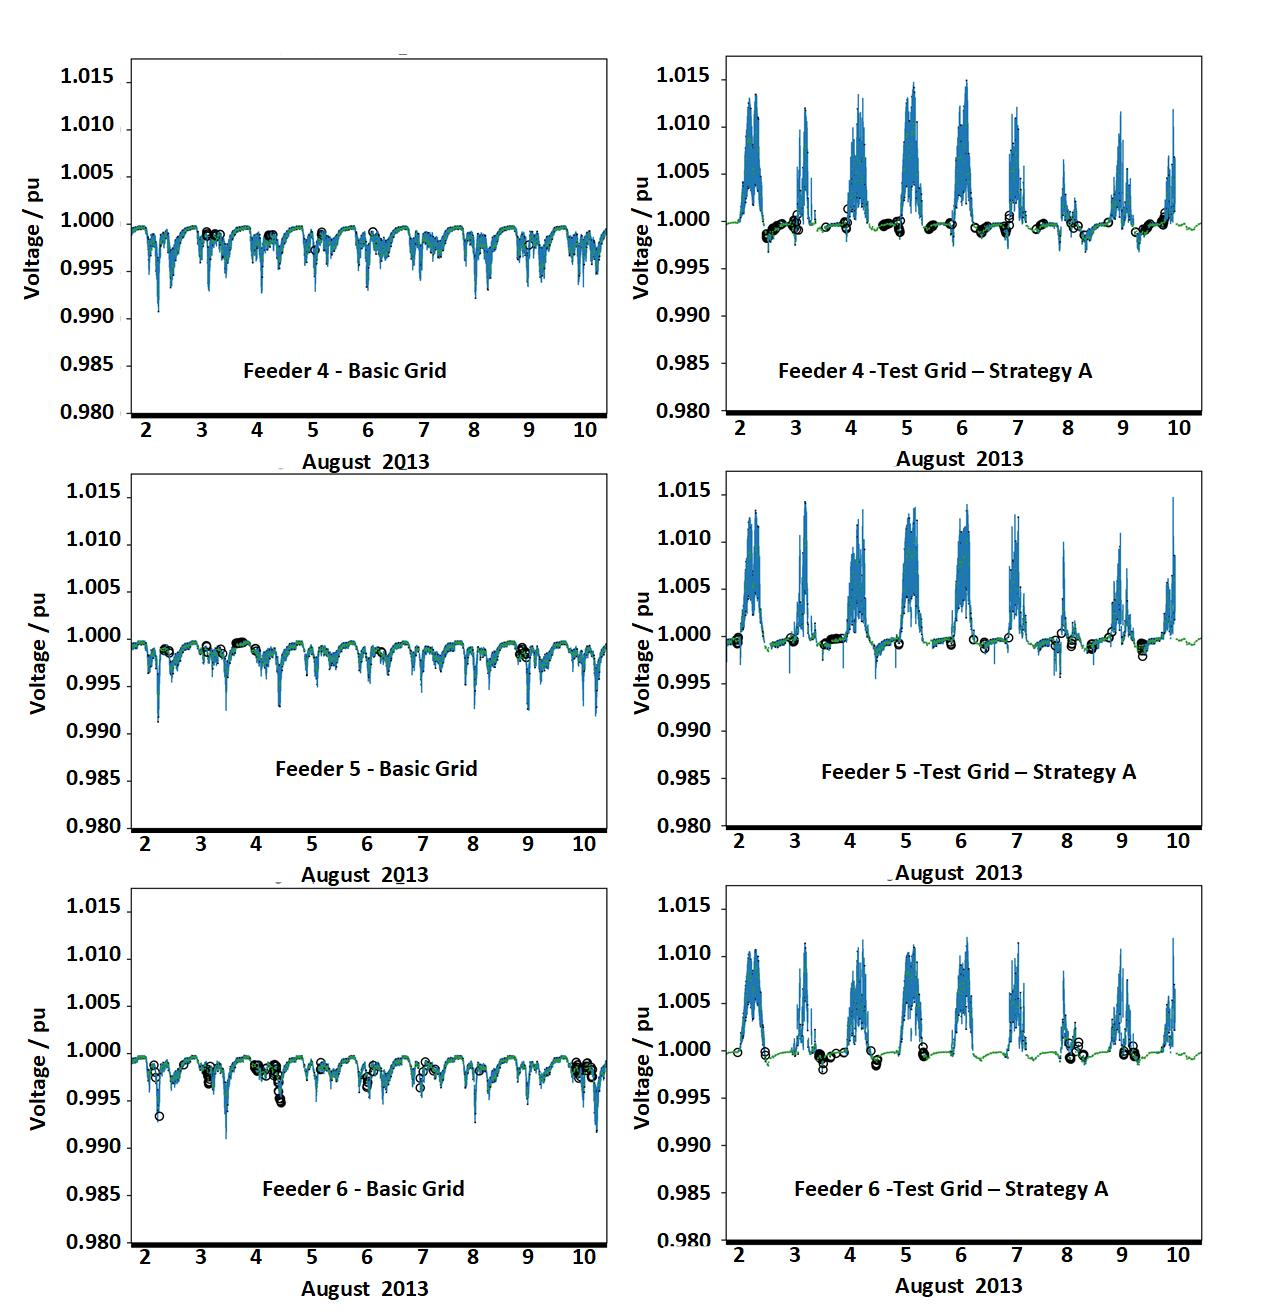 1.015
1.010
1.005
1.000
0.995
0.990
0.985
0.980
Voltage / pu
Feeder 4 - Basic Grid
2 3 4 5 6 7 8 9 10
August 2013
1.015
1.010
1.005
1.000
0.995
0.990
0.985
0.980
Voltage / pu
Feeder 4 -Test Grid – Strategy A
2 3 4 5 6 7 8 9 10
August 2013
1.015
1.010
1.005
1.000
0.995
0.990
0.985
0.980
Voltage / pu
Feeder 5 - Basic Grid
2 3 4 5 6 7 8 9 10
August 2013
1.015
1.010
1.005
1.000
0.995
0.990
0.985
0.980
Voltage / pu
Feeder 5 -Test Grid – Strategy A
2 3 4 5 6 7 8 9 10
August 2013
1.015
1.010
1.005
1.000
0.995
0.990
0.985
0.980
Voltage / pu
Feeder 6 - Basic Grid
2 3 4 5 6 7 8 9 10
August 2013
1.015
1.010
1.005
1.000
0.995
0.990
0.985
0.980
Voltage / pu
Feeder 6 -Test Grid – Strategy A
2 3 4 5 6 7 8 9 10
August 2013